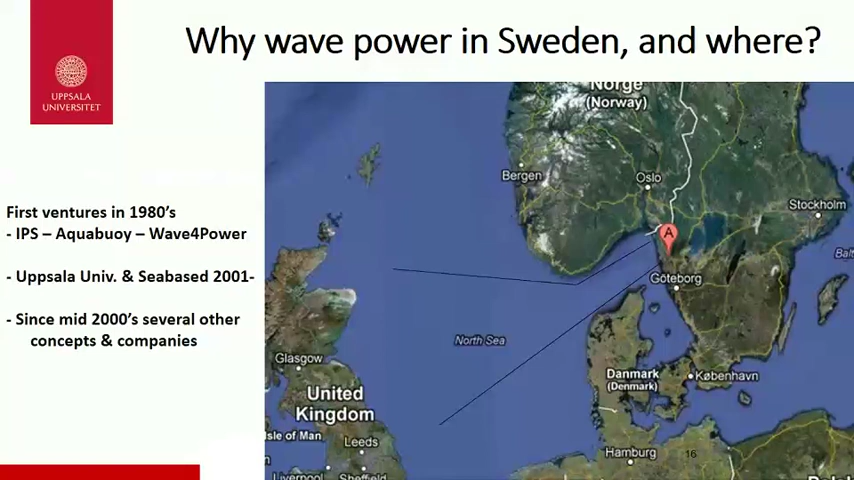 Why wave power in Sweden, and where?
UPPSALA
UNIVERSITET
First ventures in 1980's
- IPS – Aquabuoy – Wave4Power
- Uppsala Univ. & Seabased 2001-
- Since mid 2000's several other
concepts & companies
Norge
(Norway)
Bergen
Oslo
Stockholm
A
Göteborg
North Sea
Glasgow
Danmark
(Denmark)
København
United
Kingdom
Isle of Man
Leeds
Hamburg
16
Liverpool
Sheffield